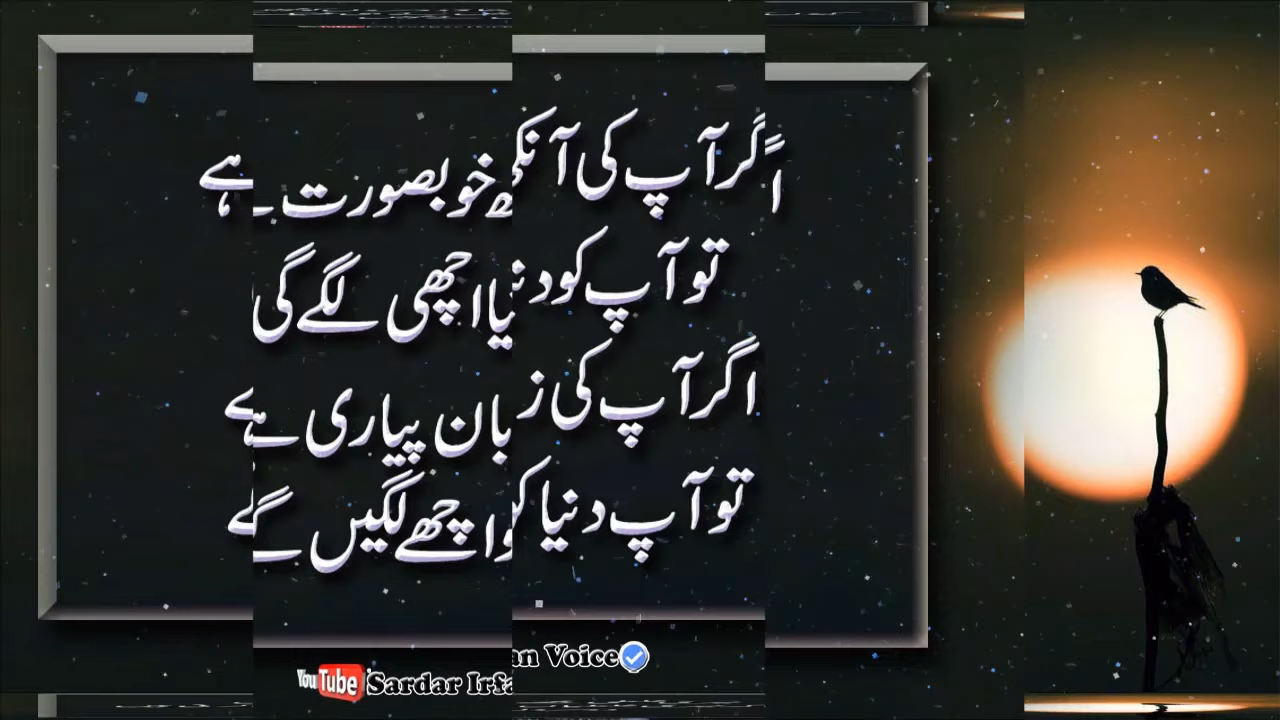 اگر آپ کی آنکھ خوبصورت ہے
تو آپ کو دنیا اچھی لگے گی
اگر آپ کی زبان پیاری ہے
تو آپ دنیا کو اچھے لگیں گے
YouTube Sardar Irfan Voice